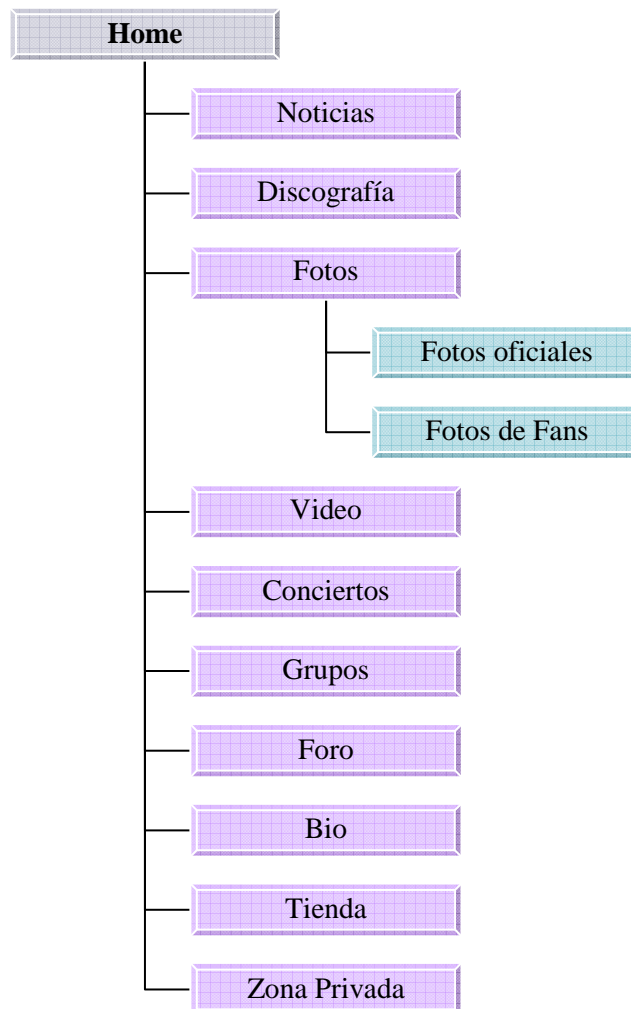 Home
Noticias
Discografía
Fotos
Fotos oficiales
Fotos de Fans
Video
Conciertos
Grupos
Foro
Bio
Tienda
Zona Privada